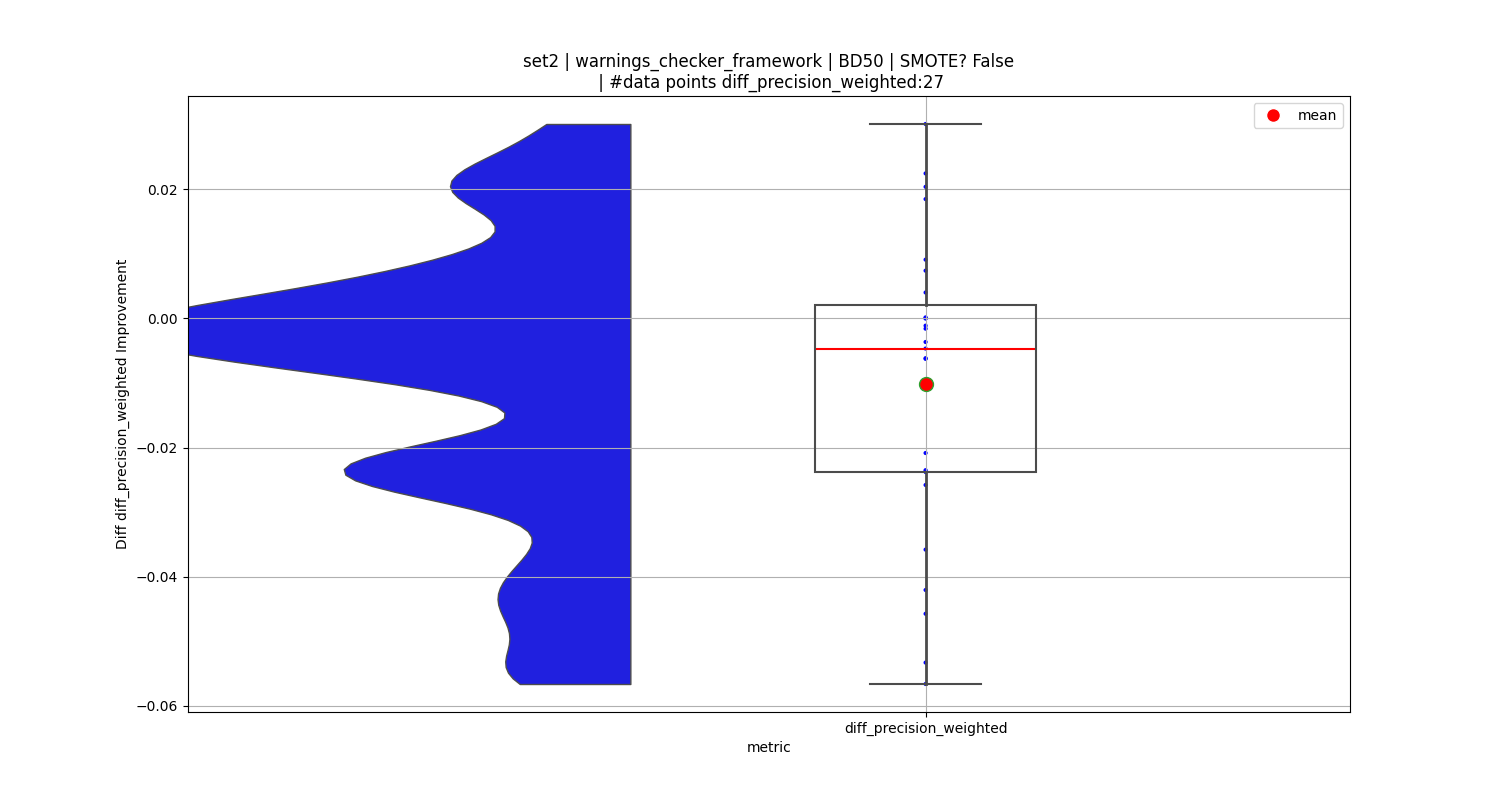 set2 | warnings_checker_framework | BD50 | SMOTE? False
| #data points diff_precision_weighted:27
mean
0.02
0.00
−0.02
−0.04
−0.06
Diff diff_precision_weighted Improvement
diff_precision_weighted
metric